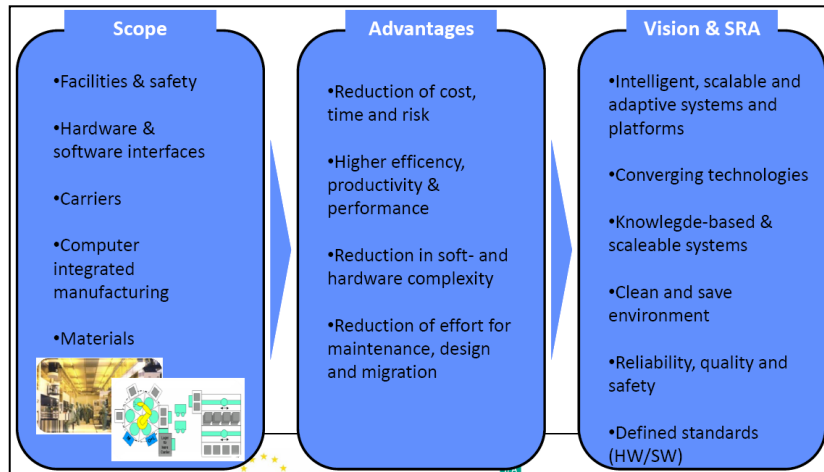 Scope
•Facilities & safety
•Hardware &
software interfaces
•Carriers
•Computer
integrated
manufacturing
•Materials
Advantages
•Reduction of cost,
time and risk
•Higher efficency,
productivity &
performance
•Reduction in soft- and
hardware complexity
•Reduction of effort for
maintenance, design
and migration
Vision & SRA
•Intelligent, scalable and
adaptive systems and
platforms
•Converging technologies
•Knowlegde-based &
scaleable systems
•Clean and save
environment
•Reliability, quality and
safety
•Defined standards
(HW/SW)